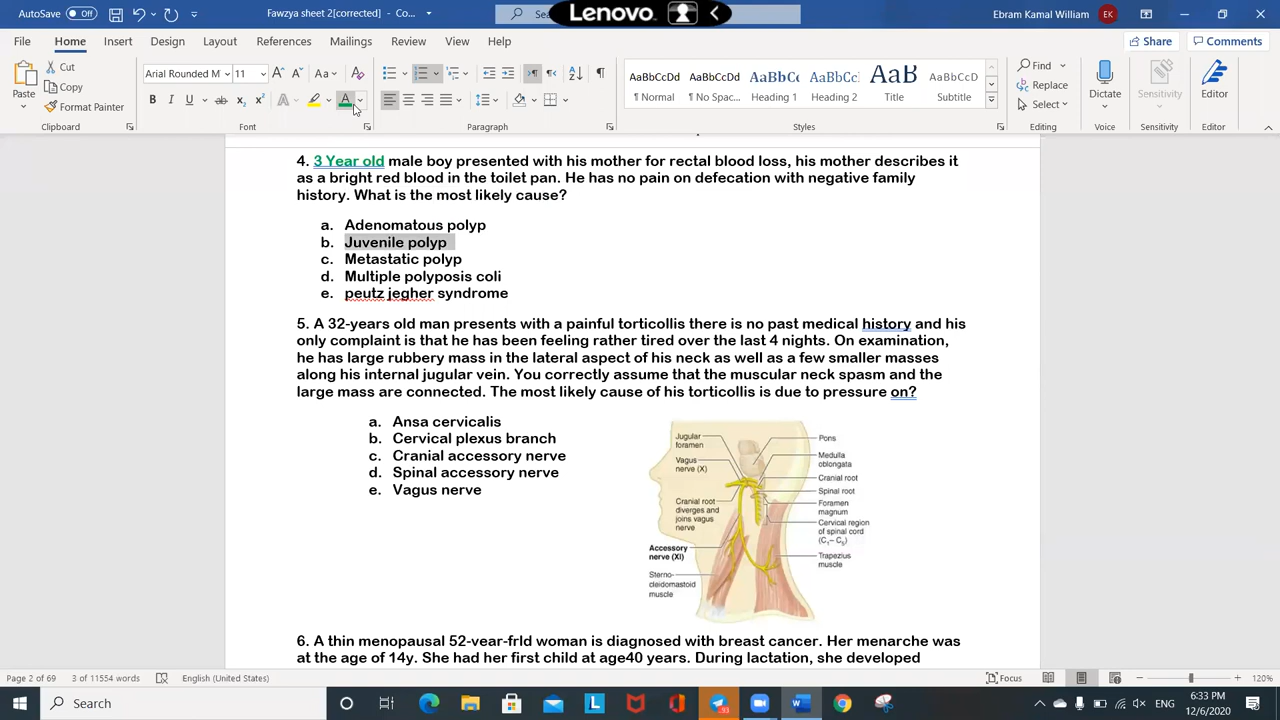 AutoSave Off
Sea
Lenovo
Ebram Kamal William EK
File Home Insert Draw Design Layout References Mailings Review View Help
Share Comments
Paste Cut Copy Format Painter
Arial Rounded M 11
Aa
B I U ab x₂ x² A A
AaBbCcDd AaBbCcDd AaBbCc AaBbCc AaB AaBbCcD
¶ Normal ¶ No Spac... Heading 1 Heading 2 Title Subtitle
Find Replace Select
Dictate Sensitivity Editor
Clipboard Font Paragraph Styles Editing Voice Sensitivity Editor
4. 3 Year old male boy presented with his mother for rectal blood loss, his mother describes it
as a bright red blood in the toilet pan. He has no pain on defecation with negative family
history. What is the most likely cause?
a. Adenomatous polyp
b. Juvenile polyp
c. Metastatic polyp
d. Multiple polyposis coli
e. peutz jegher syndrome
5. A 32-years old man presents with a painful torticollis there is no past medical history and his
only complaint is that he has been feeling rather tired over the last 4 nights. On examination,
he has large rubbery mass in the lateral aspect of his neck as well as a few smaller masses
along his internal jugular vein. You correctly assume that the muscular neck spasm and the
large mass are connected. The most likely cause of his torticollis is due to pressure on?
a. Ansa cervicalis
b. Cervical plexus branch
c. Cranial accessory nerve
d. Spinal accessory nerve
e. Vagus nerve
Jugular
foramen
Vagus
nerve (X)
Cranial root
diverges and
joins vagus
nerve
Accessory
nerve (XI)
Sterno-
cleidomastoid
muscle
Pons
Medulla
oblongata
Cranial root
Spinal root
Foramen
magnum
Cervical region
of spinal cord
(C₁– C₅)
Trapezius
muscle
6. A thin menopausal 52-year-frld woman is diagnosed with breast cancer. Her menarche was
at the age of 14y. She had her first child at age40 years. During lactation, she developed
Page 2 of 69 3 of 11554 words English (United States) Focus 120%
Search
6:33 PM
12/6/2020